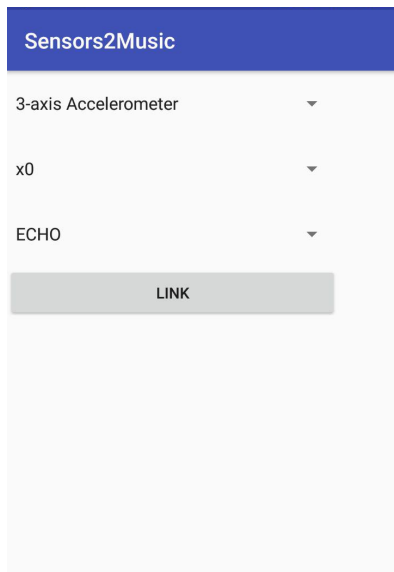 Sensors2Music
3-axis Accelerometer
x0
ECHO
LINK